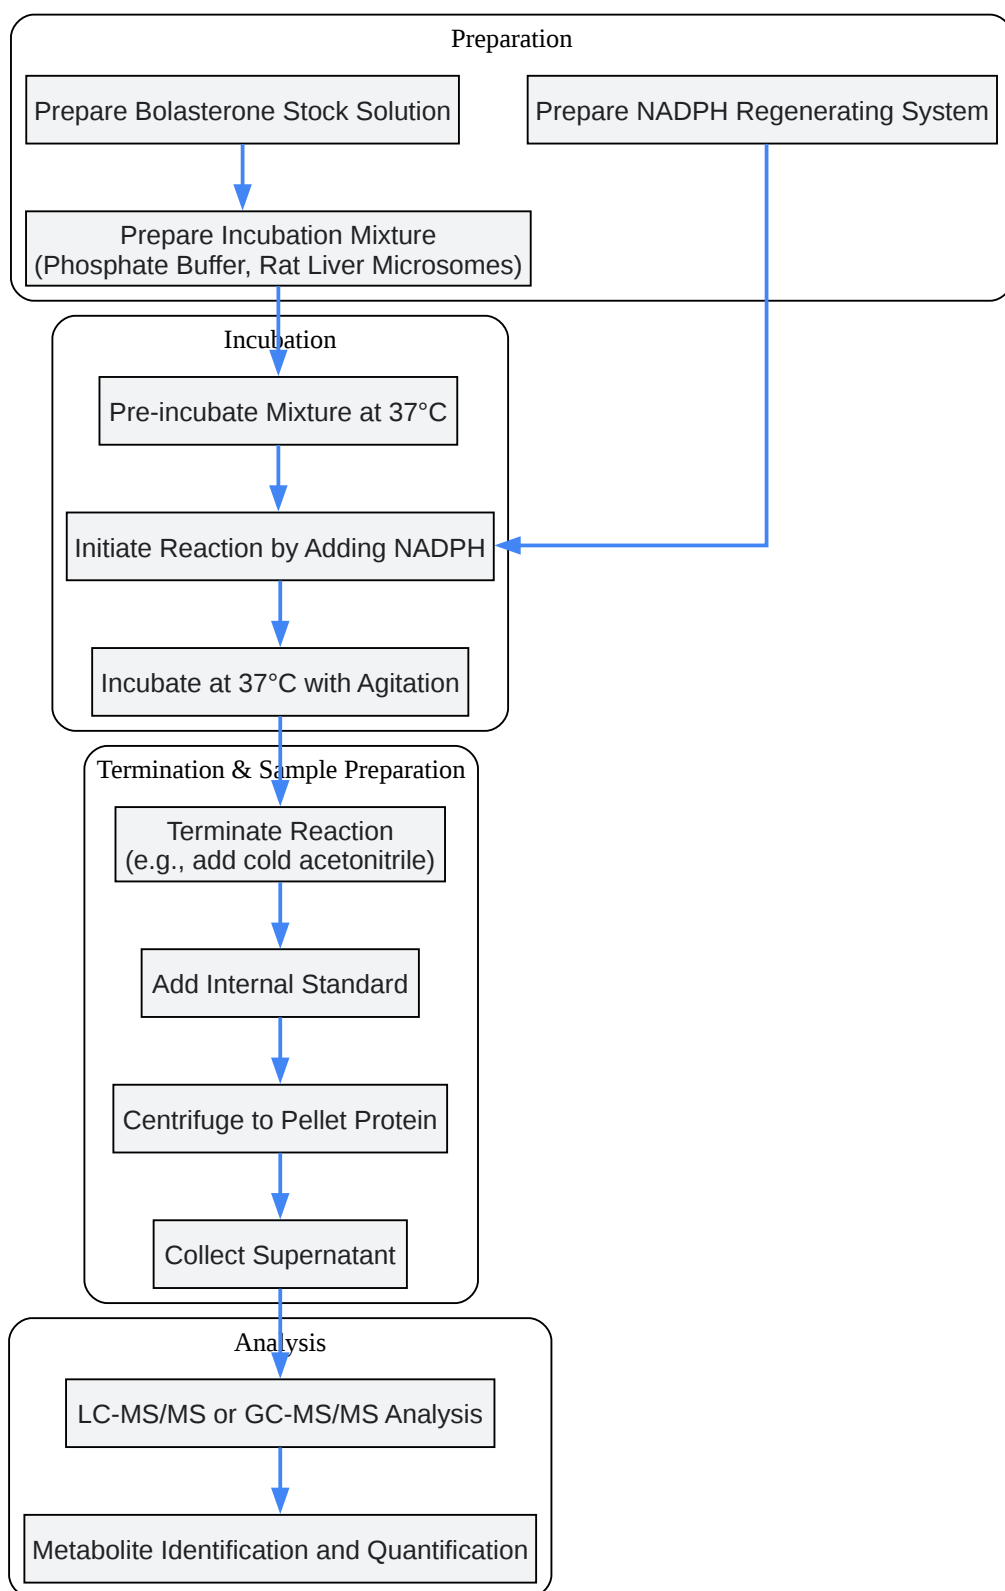 Preparation
Prepare Bolasterone Stock Solution
Prepare NADPH Regenerating System
Prepare Incubation Mixture
(Phosphate Buffer, Rat Liver Microsomes)
Incubation
Pre-incubate Mixture at 37°C
Initiate Reaction by Adding NADPH
Incubate at 37°C with Agitation
Termination & Sample Preparation
Terminate Reaction
(e.g., add cold acetonitrile)
Add Internal Standard
Centrifuge to Pellet Protein
Collect Supernatant
Analysis
LC-MS/MS or GC-MS/MS Analysis
Metabolite Identification and Quantification